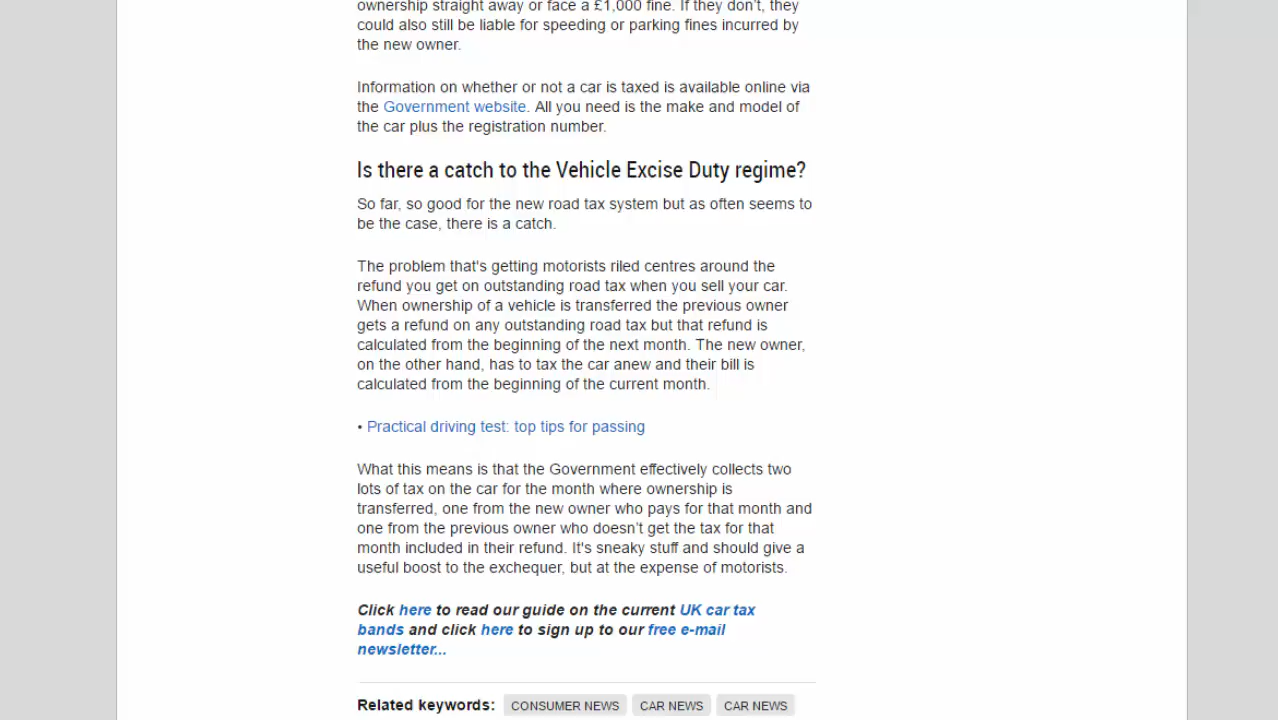 ownership straight away or face a £1,000 fine. If they don't, they
could also still be liable for speeding or parking fines incurred by
the new owner.
Information on whether or not a car is taxed is available online via
the Government website. All you need is the make and model of
the car plus the registration number.
Is there a catch to the Vehicle Excise Duty regime?
So far, so good for the new road tax system but as often seems to
be the case, there is a catch.
The problem that's getting motorists riled centres around the
refund you get on outstanding road tax when you sell your car.
When ownership of a vehicle is transferred the previous owner
gets a refund on any outstanding road tax but that refund is
calculated from the beginning of the next month. The new owner,
on the other hand, has to tax the car anew and their bill is
calculated from the beginning of the current month.
• Practical driving test: top tips for passing
What this means is that the Government effectively collects two
lots of tax on the car for the month where ownership is
transferred, one from the new owner who pays for that month and
one from the previous owner who doesn't get the tax for that
month included in their refund. It's sneaky stuff and should give a
useful boost to the exchequer, but at the expense of motorists.
Click here to read our guide on the current UK car tax
bands and click here to sign up to our free e-mail
newsletter...
Related keywords: CONSUMER NEWS CAR NEWS CAR NEWS